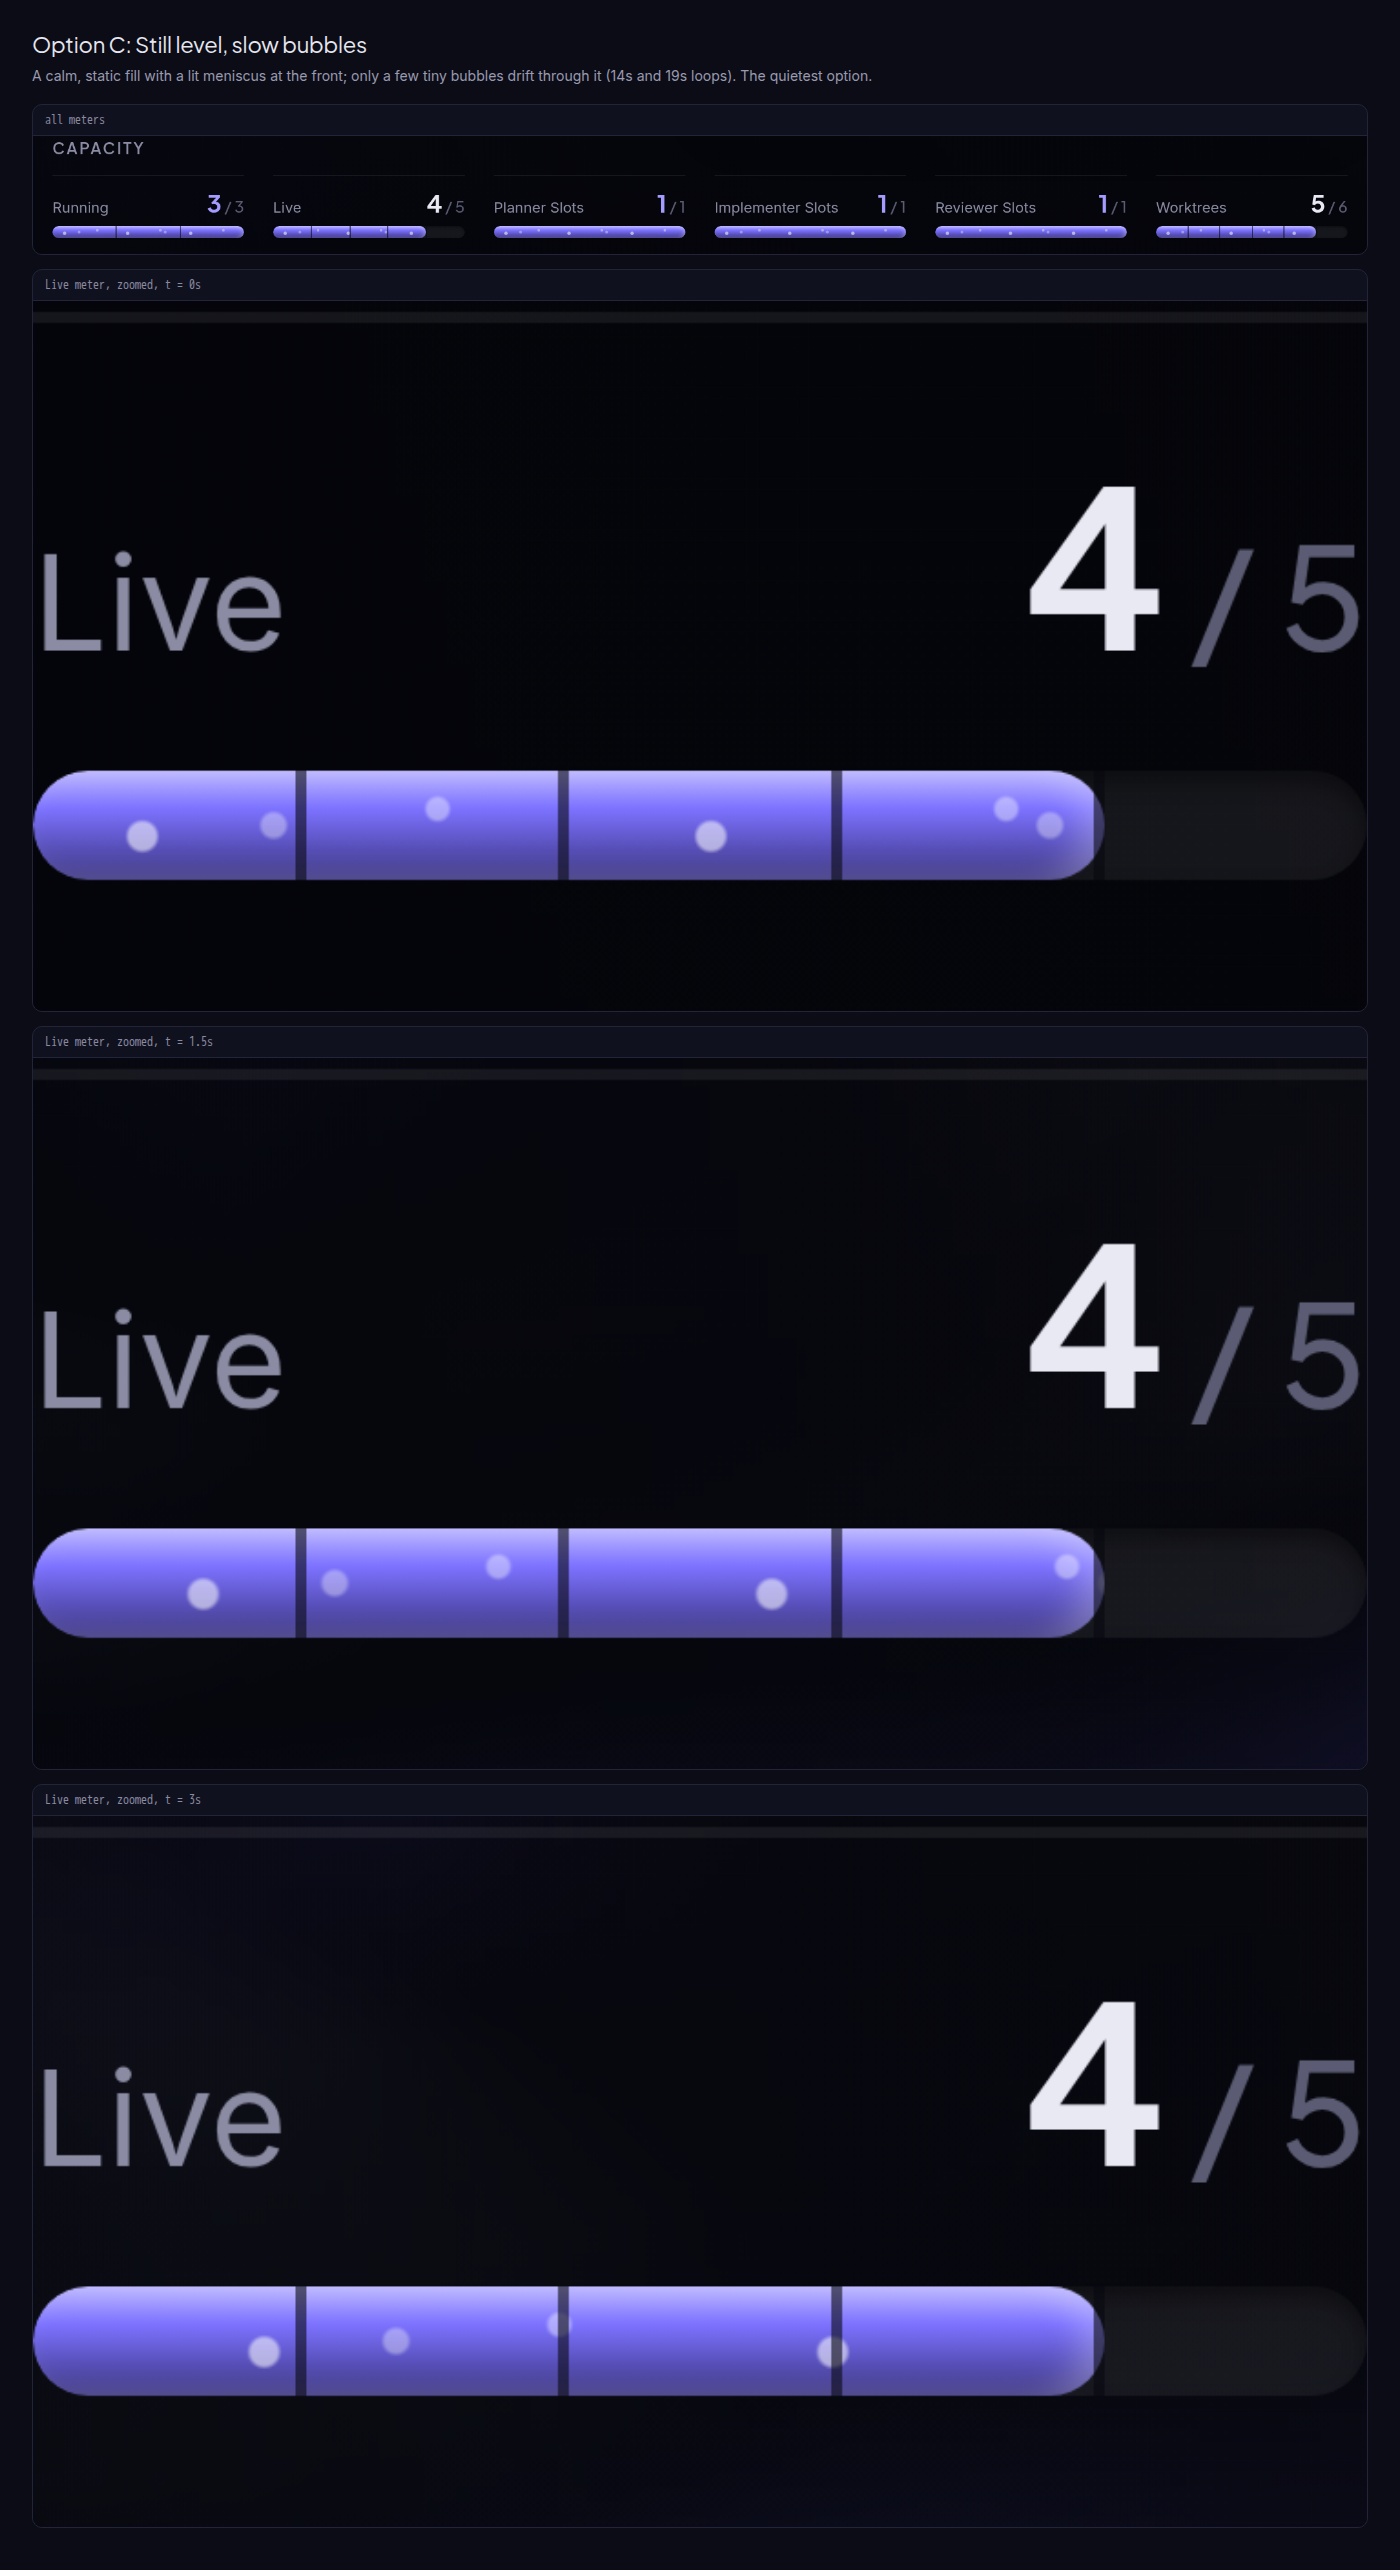 Option C: Still level, slow bubbles
A calm, static fill with a lit meniscus at the front; only a few tiny bubbles drift through it (14s and 19s loops). The quietest option.
all meters
CAPACITY
Running 3 / 3 Live 4 / 5 Planner Slots 1 / 1 Implementer Slots 1 / 1 Reviewer Slots 1 / 1 Worktrees 5 / 6
Live meter, zoomed, t = 0s
Live 4 / 5
Live meter, zoomed, t = 1.5s
Live 4 / 5
Live meter, zoomed, t = 3s
Live 4 / 5